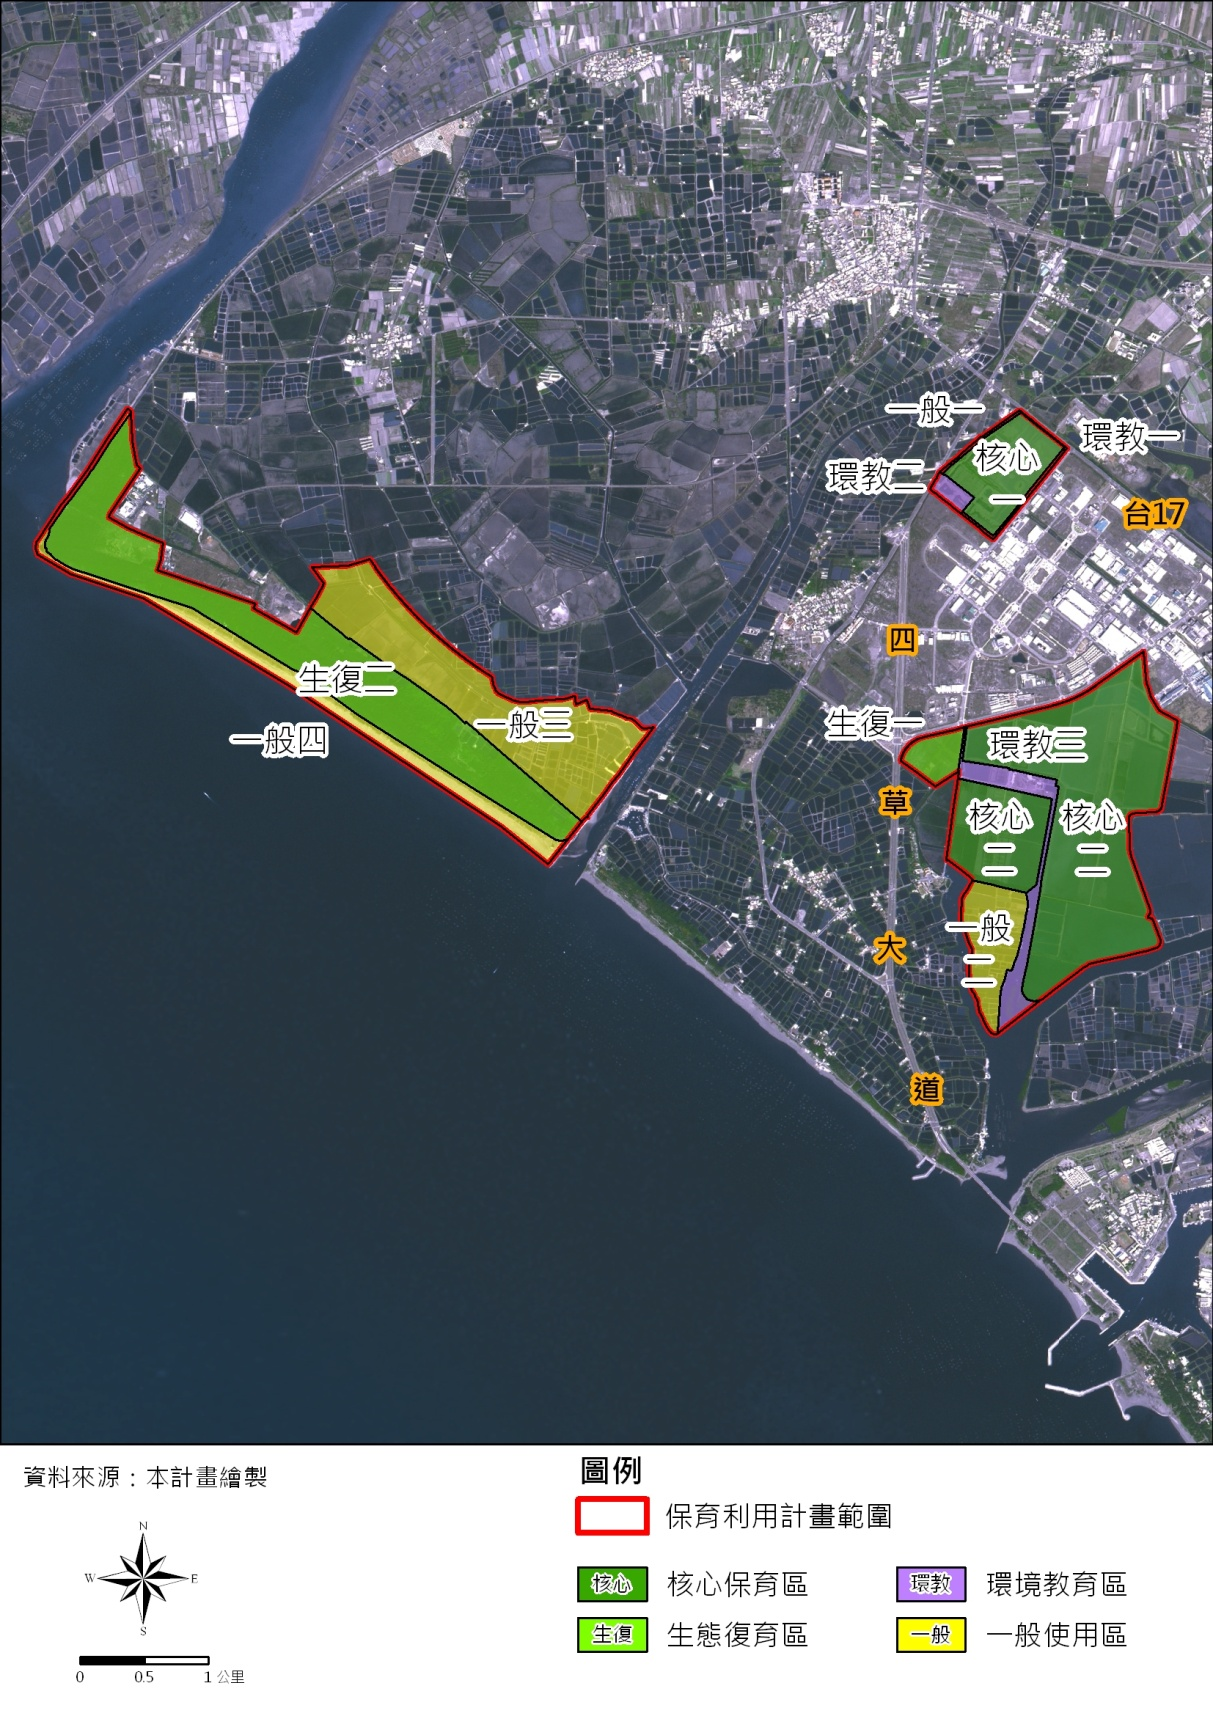 一般一
環教一
核心
一
環教二
台17
四
生復二
一般三
一般四
生復一
環教三
草
核心
二
核心
二
一般
二
大
道
資料來源：本計畫繪製
N
W
E
S
0 0.5 1 公里
圖例
保育利用計畫範圍
核心 核心保育區
環教 環境教育區
生復 生態復育區
一般 一般使用區